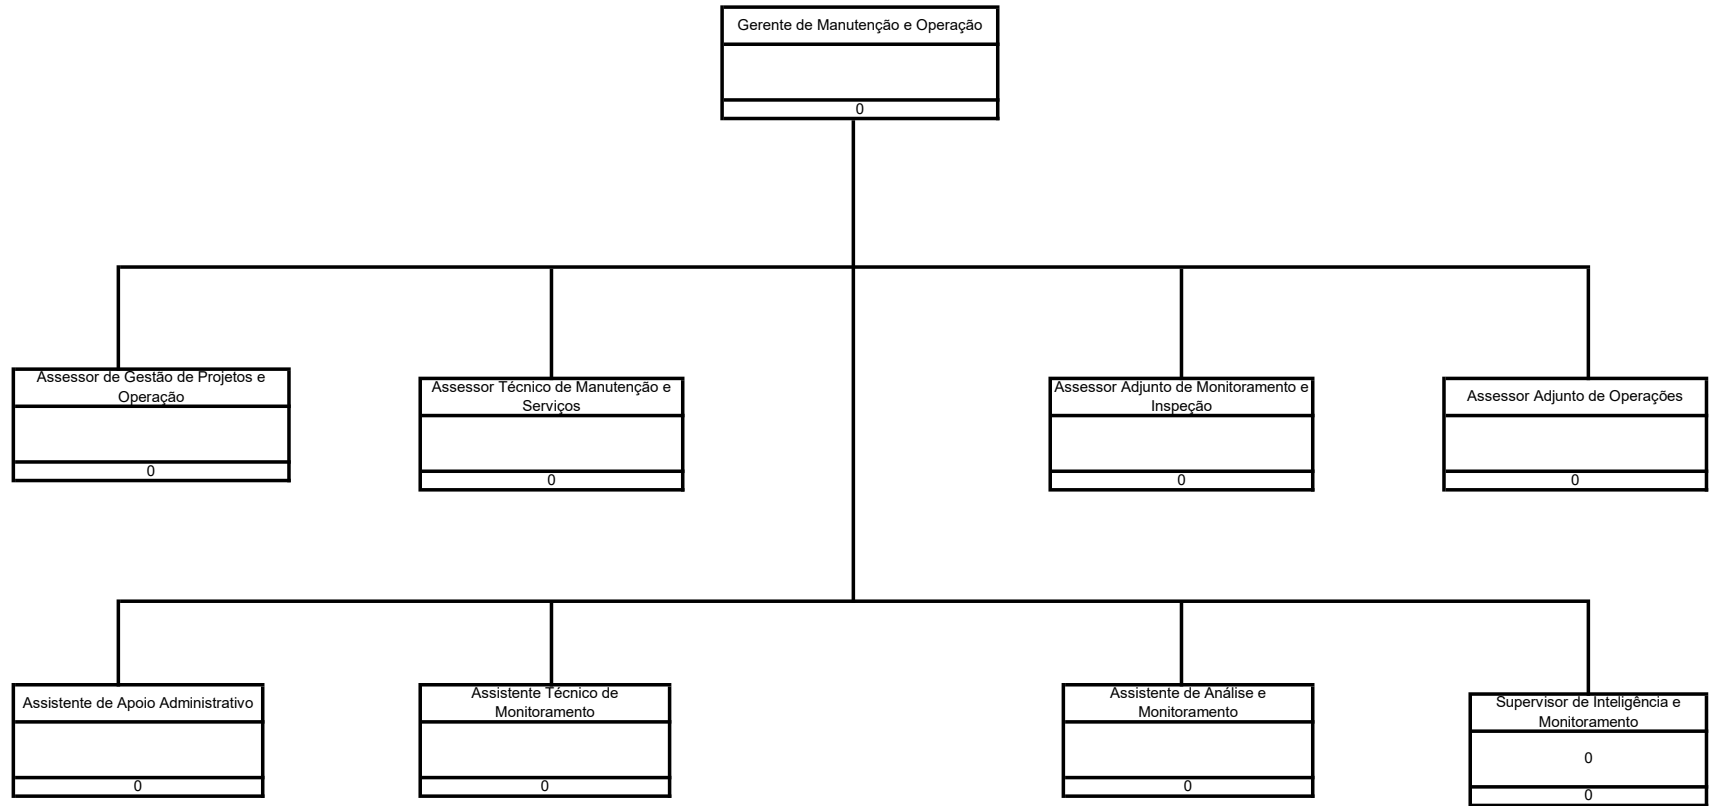 Gerente de Manutenção e Operação
0
Assessor de Gestão de Projetos e
Operação
0
Assessor Técnico de Manutenção e
Serviços
0
Assessor Adjunto de Monitoramento e
Inspeção
0
Assessor Adjunto de Operações
0
Assistente de Apoio Administrativo
0
Assistente Técnico de
Monitoramento
0
Assistente de Análise e
Monitoramento
0
Supervisor de Inteligência e
Monitoramento
0
0